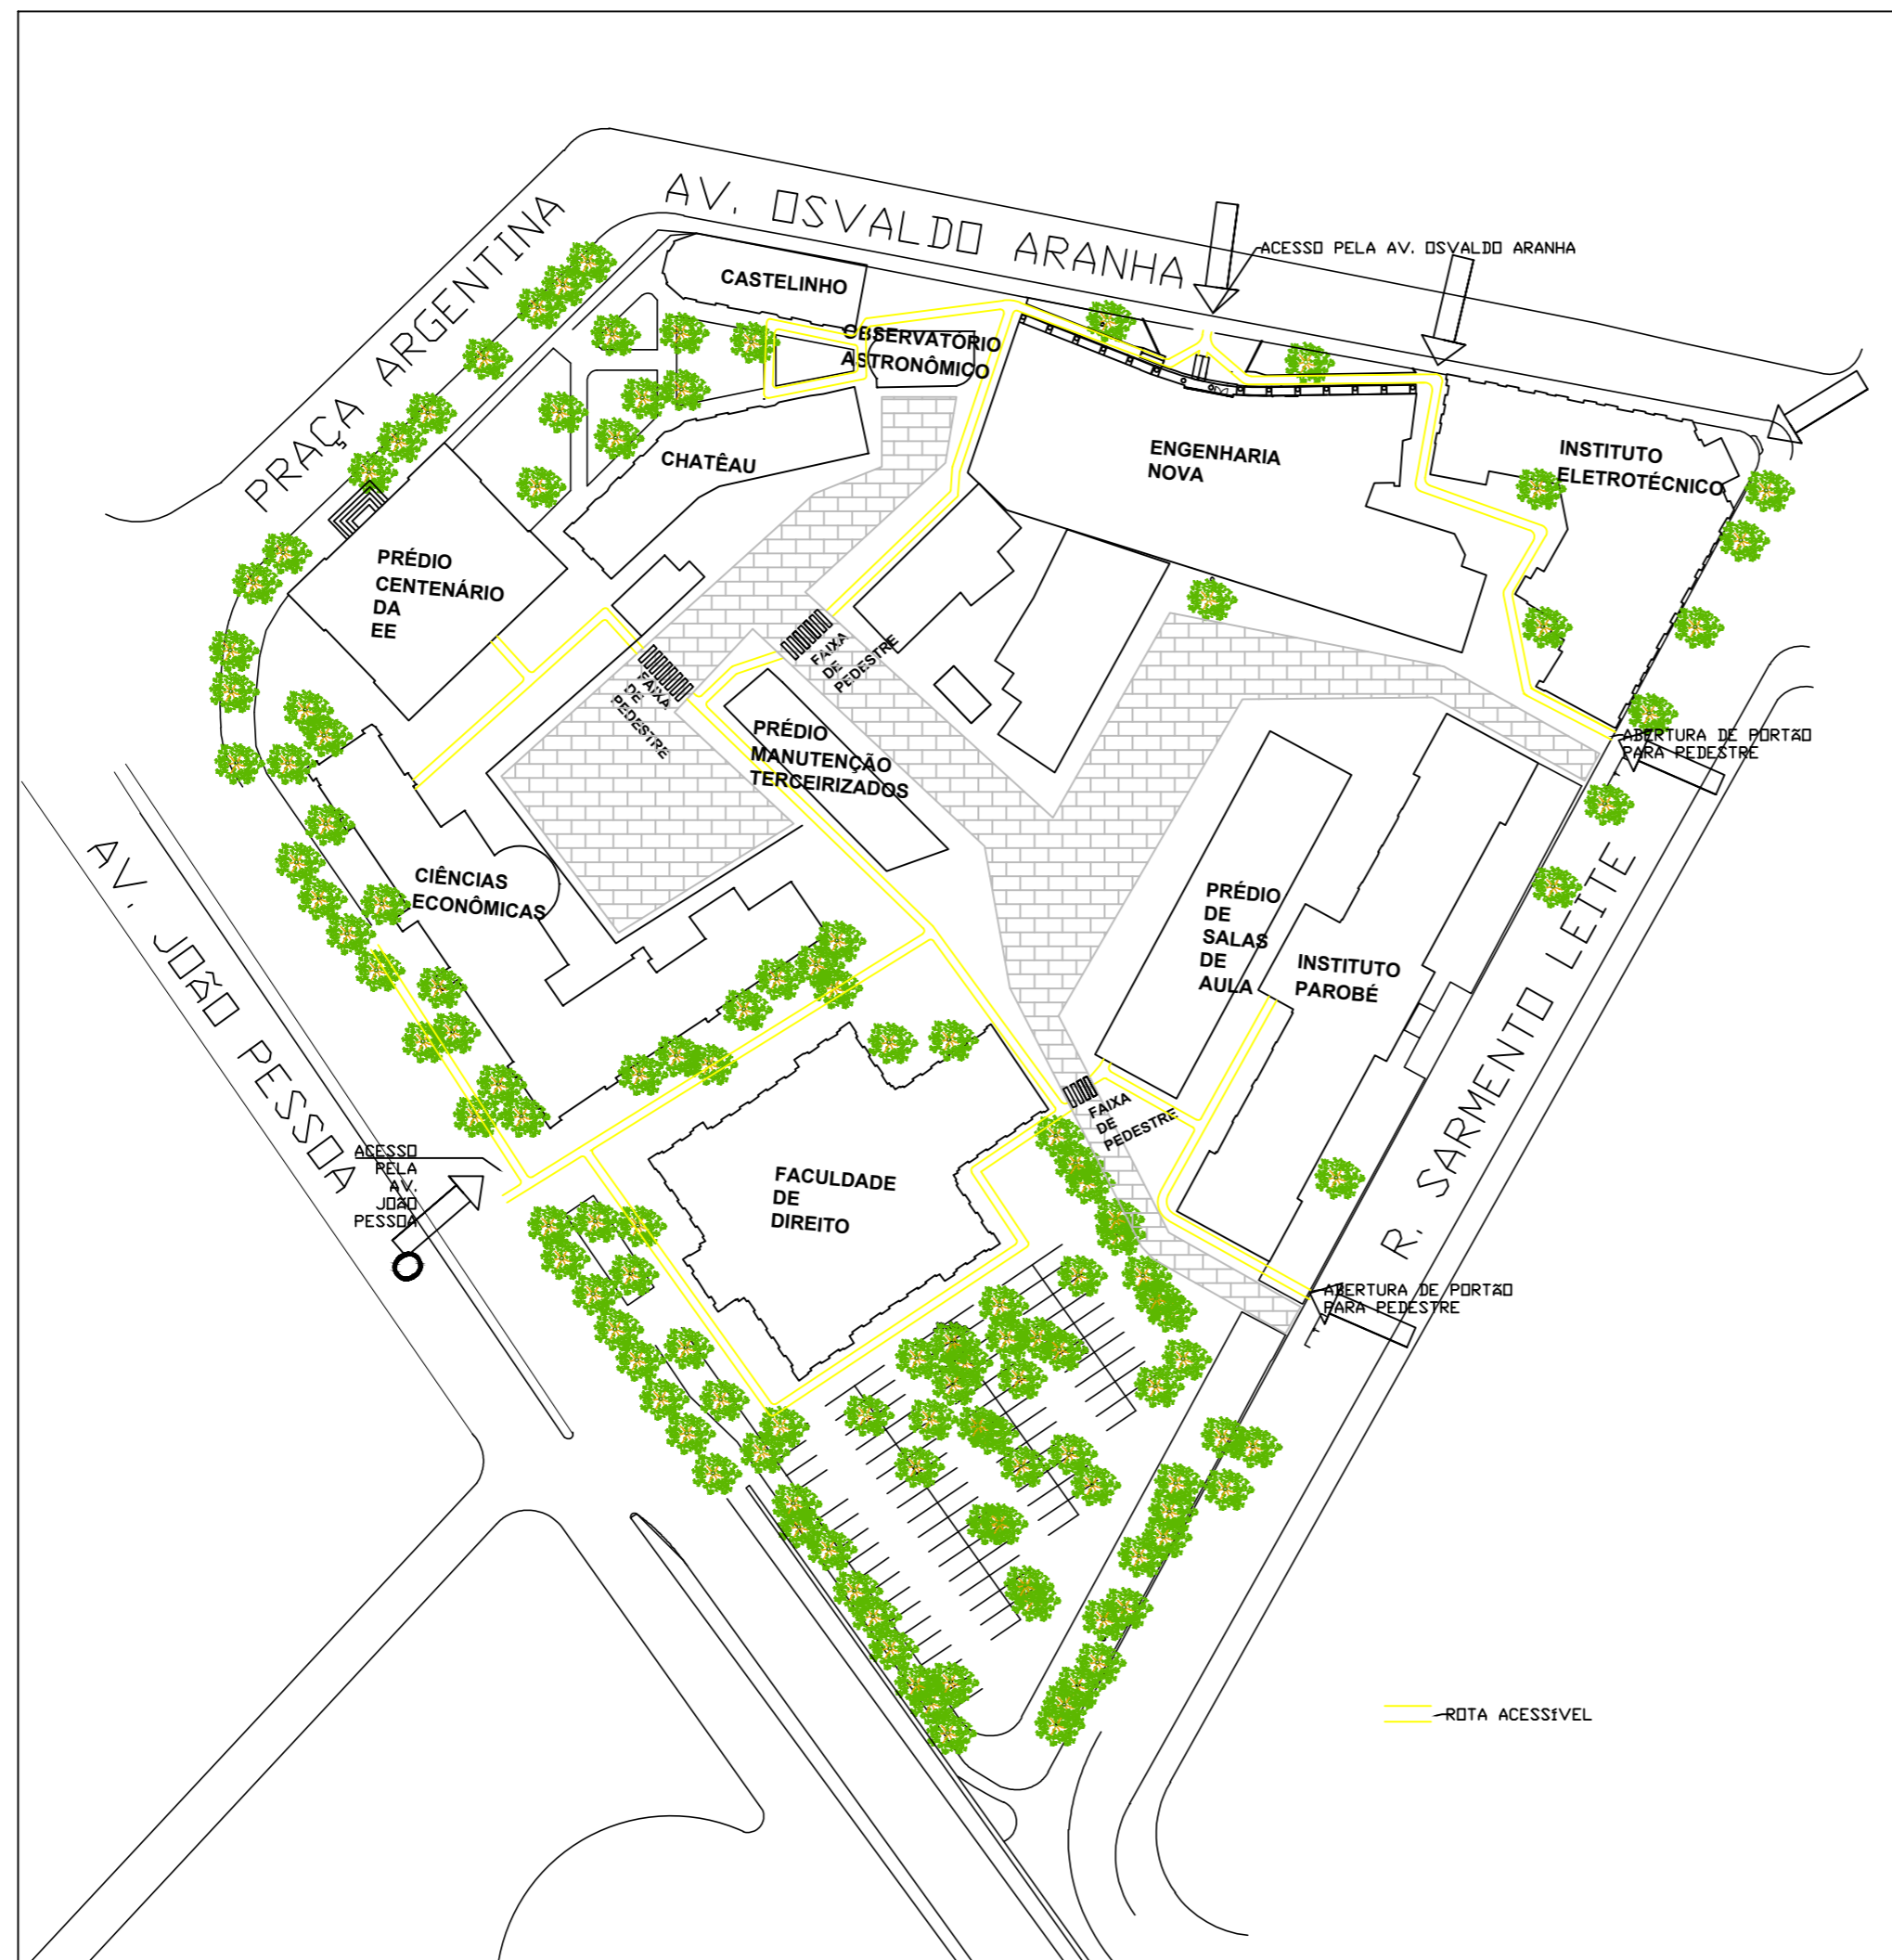 AV. OSVALDO ARANHA
PRAÇA ARGENTINA
ACESSO PELA AV. OSVALDO ARANHA
CASTELINHO
OBSERVATÓRIO
ASTRONÔMICO
CHATÊAU
ENGENHARIA
NOVA
INSTITUTO
ELETROTÉCNICO
PRÉDIO
CENTENÁRIO
DA
EE
FAIXA
DE
PEDESTRE
FAIXA
DE
PEDESTRE
PRÉDIO
MANUTENÇÃO
TERCEIRIZADOS
ABERTURA DE PORTÃO
PARA PEDESTRE
CIÊNCIAS
ECONÔMICAS
AV. JOÃO PESSOA
PRÉDIO
DE
SALAS
DE
AULA
INSTITUTO
PAROBÉ
R. SARMENTO LEITE
FAIXA
DE
PEDESTRE
ACESSO
PELA
AV.
JOÃO
PESSOA
FACULDADE
DE
DIREITO
ABERTURA DE PORTÃO
PARA PEDESTRE
ROTA ACESSÍVEL